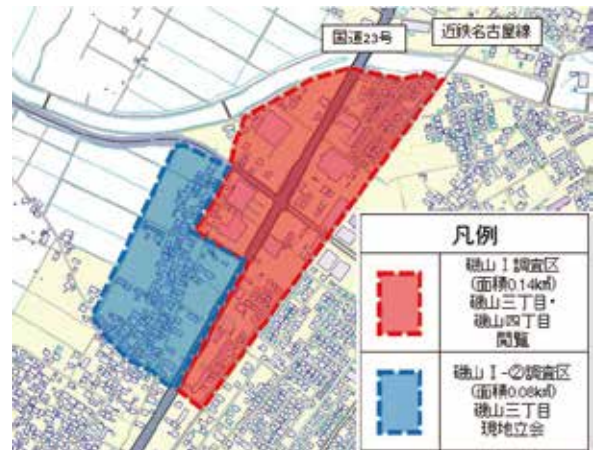 国道23号
近鉄名古屋線
凡例
磯山Ⅰ調査区
(面積0.14k㎡)
磯山三丁目・
磯山四丁目
閲覧
磯山Ⅰ-②調査区
(面積0.08k㎡)
磯山三丁目
現地立会